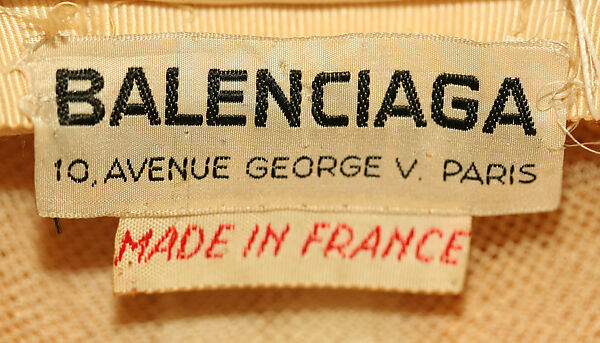 BALENCIAGA
10, AVENUE GEORGE V. PARIS
MADE IN FRANCE